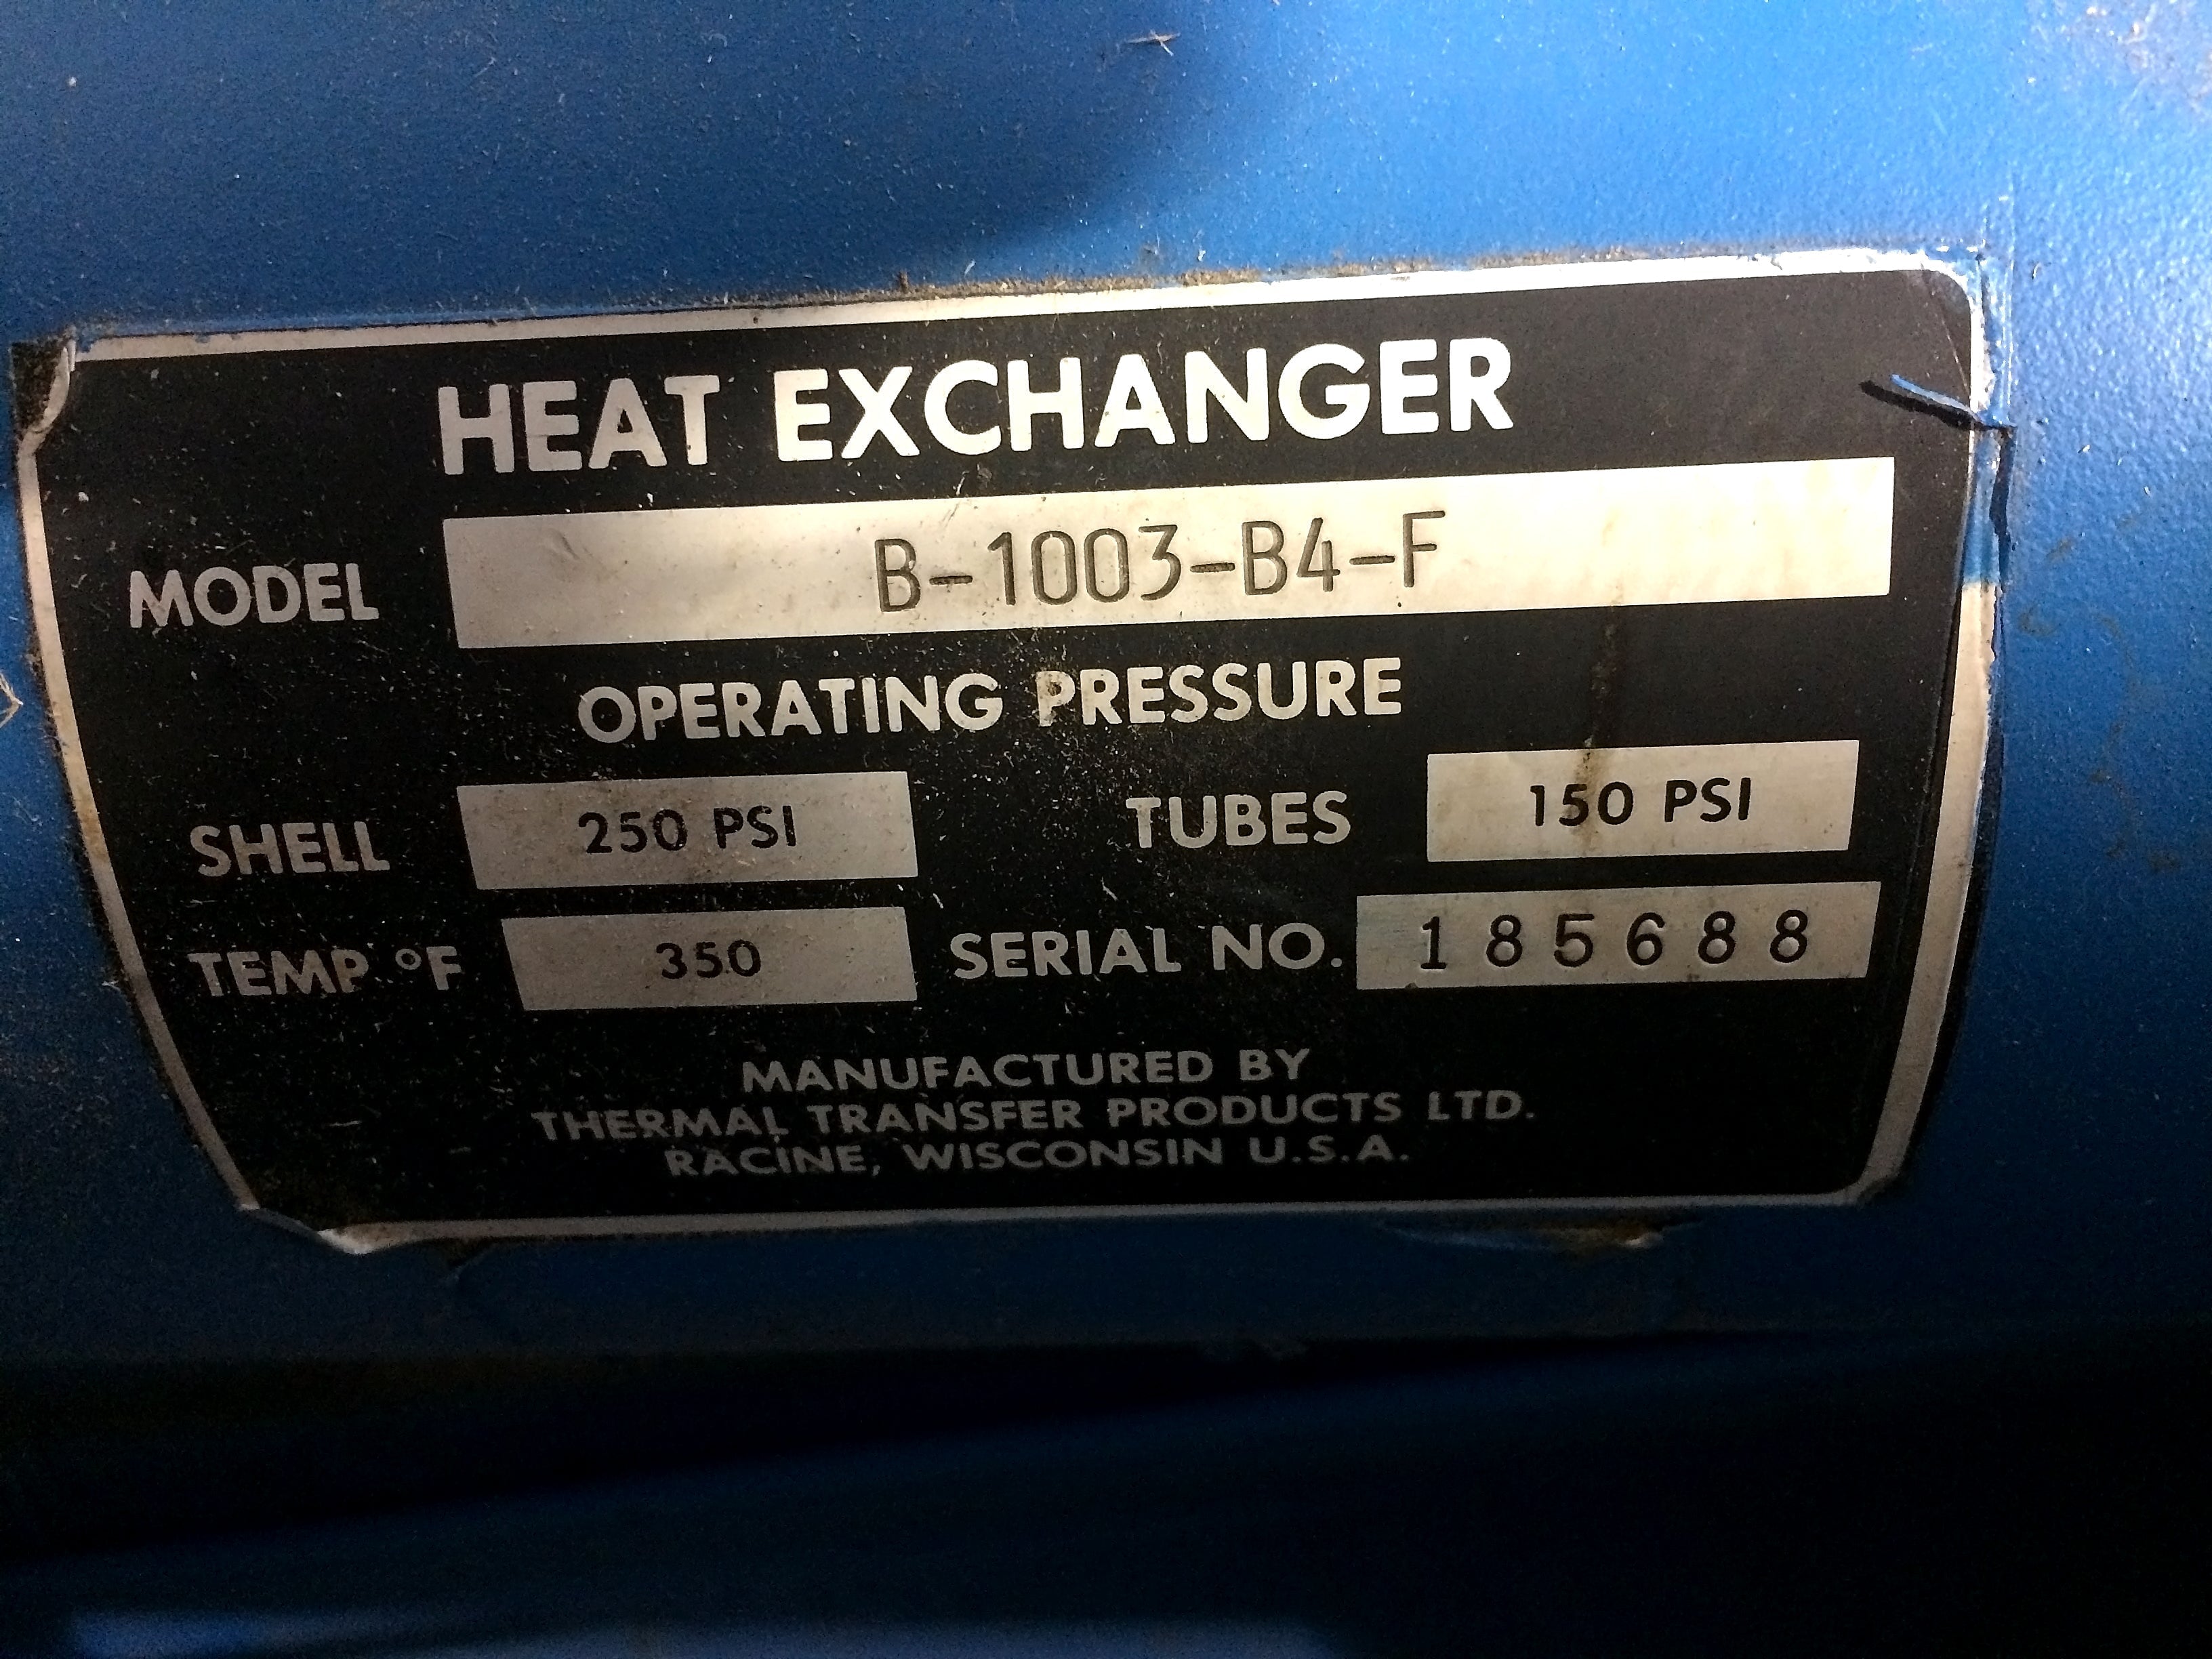 HEAT EXCHANGER
MODEL B-1003-B4-F
OPERATING PRESSURE
SHELL 250 PSI TUBES 150 PSI
TEMP °F 350 SERIAL NO. 185688
MANUFACTURED BY
THERMAL TRANSFER PRODUCTS LTD.
RACINE, WISCONSIN U.S.A.